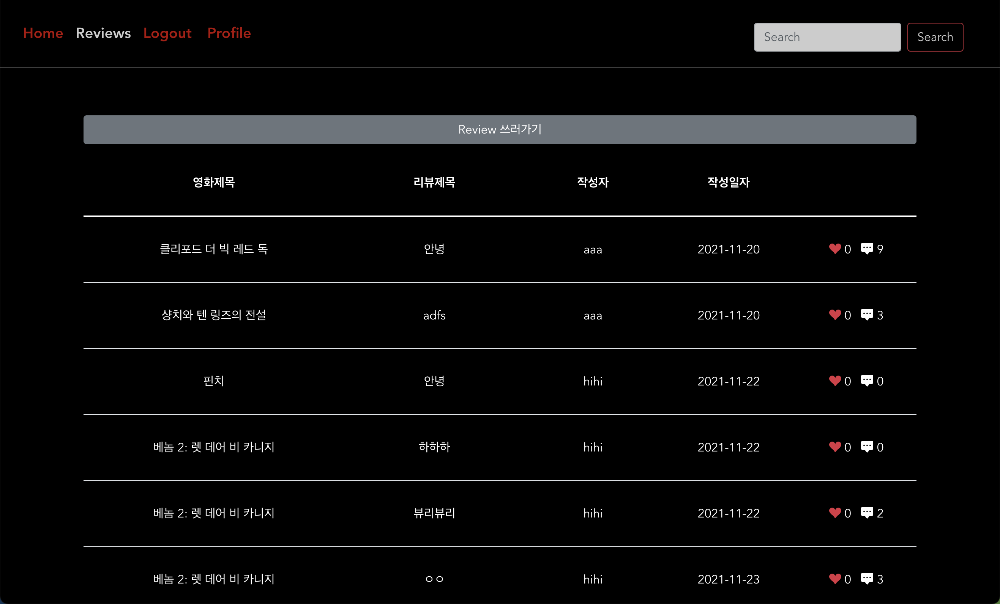 Home Reviews Logout Profile Search Search
Review 쓰러가기
영화제목 리뷰제목 작성자 작성일자
클리포드 더 빅 레드 독 안녕 aaa 2021-11-20 0 9
샹치와 텐 링즈의 전설 adfs aaa 2021-11-20 0 3
핀치 안녕 hihi 2021-11-22 0 0
베놈 2: 렛 데어 비 카니지 하하하 hihi 2021-11-22 0 0
베놈 2: 렛 데어 비 카니지 뷰리뷰리 hihi 2021-11-22 0 2
베놈 2: 렛 데어 비 카니지 ㅇㅇ hihi 2021-11-23 0 3